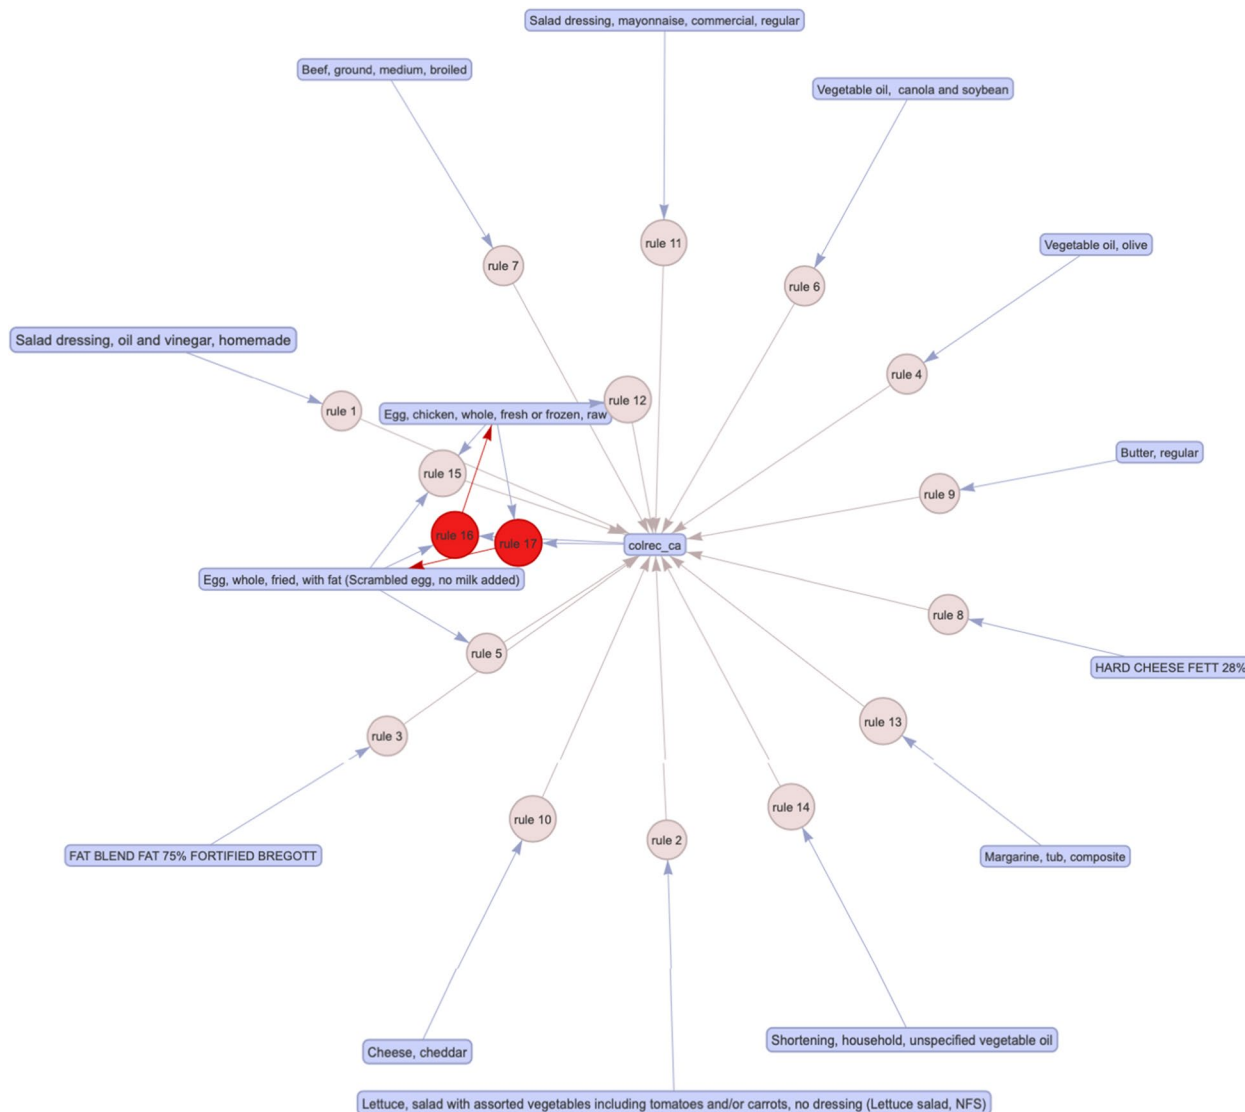 Salad dressing, mayonnaise, commercial, regular
Beef, ground, medium, broiled
Vegetable oil,  canola and soybean
rule 11
Vegetable oil, olive
rule 7
rule 6
Salad dressing, oil and vinegar, homemade
rule 4
rule 12
rule 1
Egg, chicken, whole, fresh or frozen, raw
Butter, regular
rule 15
rule 9
rule 16
rule 17
colrec_ca
Egg, whole, fried, with fat (Scrambled egg, no milk added)
rule 8
rule 5
HARD CHEESE FETT 28%
rule 13
rule 3
rule 14
rule 10
rule 2
FAT BLEND FAT 75% FORTIFIED BREGOTT
Margarine, tub, composite
Shortening, household, unspecified vegetable oil
Cheese, cheddar
Lettuce, salad with assorted vegetables including tomatoes and/or carrots, no dressing (Lettuce salad, NFS)